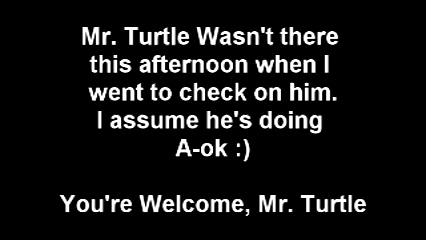 Mr. Turtle Wasn't there
this afternoon when I
went to check on him.
I assume he's doing
A-ok :)
You're Welcome, Mr. Turtle